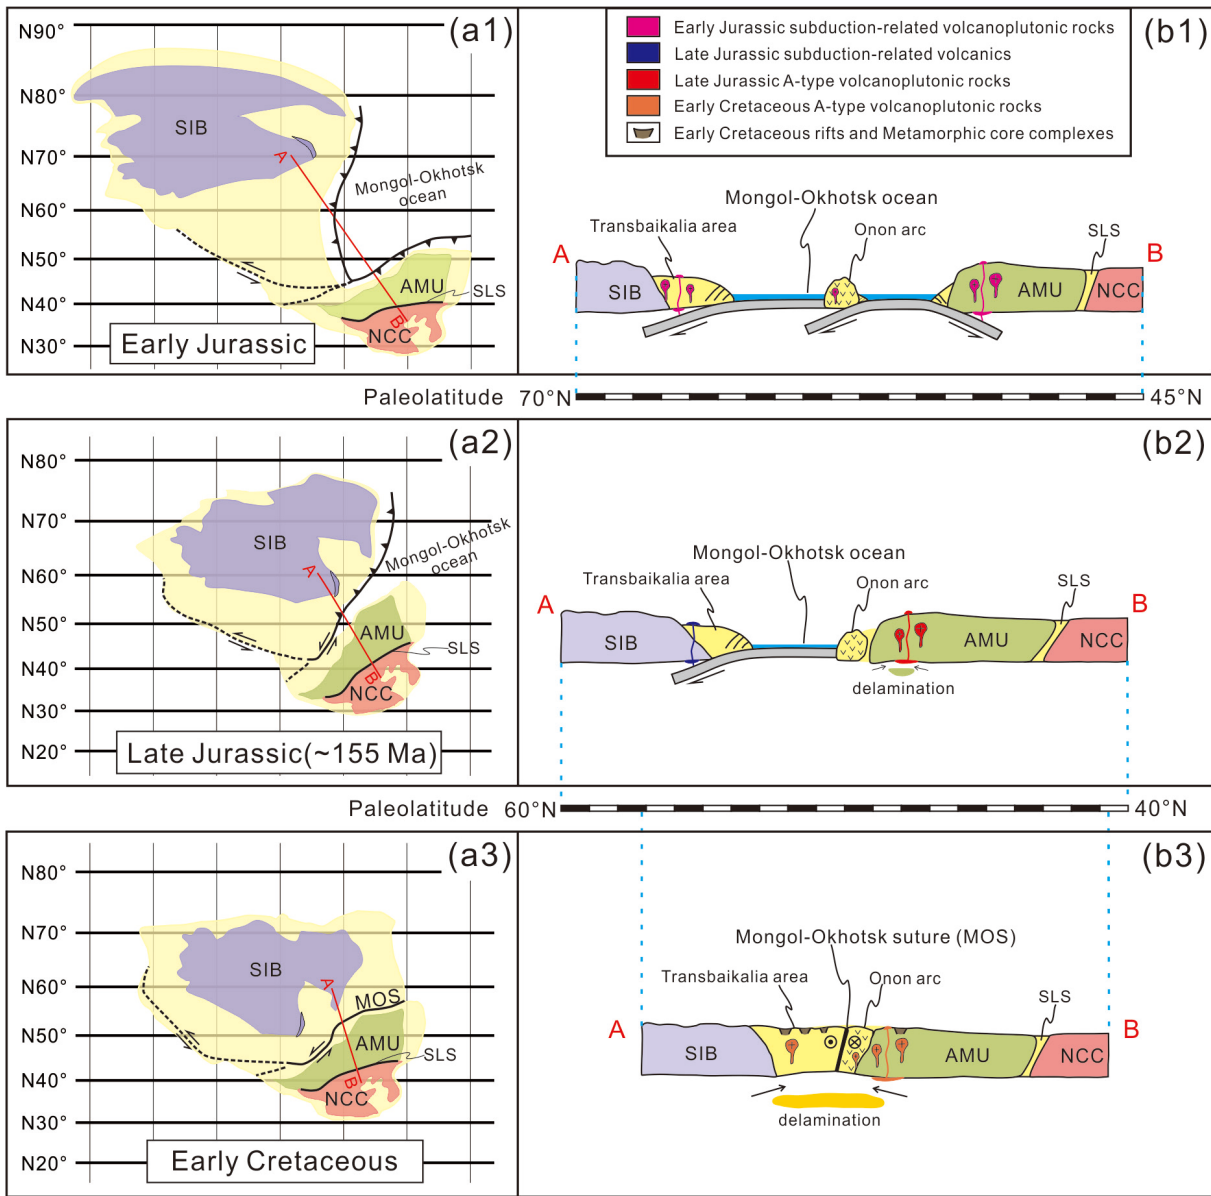 (a1)
N90°
N80°
N70°
N60°
N50°
N40°
N30°
SIB
A
Mongol-Okhotsk
ocean
AMU
SLS
B
NCC
Early Jurassic
(b1)
Early Jurassic subduction-related volcanoplutonic rocks
Late Jurassic subduction-related volcanics
Late Jurassic A-type volcanoplutonic rocks
Early Cretaceous A-type volcanoplutonic rocks
Early Cretaceous rifts and Metamorphic core complexes
Mongol-Okhotsk ocean
Transbaikalia area
Onon arc
SLS
A
B
SIB
AMU
NCC
Paleolatitude 70°N
45°N
(a2)
N80°
N70°
N60°
N50°
N40°
N30°
N20°
SIB
A
Mongol-Okhotsk
ocean
AMU
SLS
B
NCC
Late Jurassic(~155 Ma)
(b2)
Mongol-Okhotsk ocean
Transbaikalia area
Onon arc
SLS
A
B
SIB
AMU
NCC
delamination
Paleolatitude 60°N
40°N
(a3)
N80°
N70°
N60°
N50°
N40°
N30°
N20°
SIB
A
MOS
AMU
SLS
B
NCC
Early Cretaceous
(b3)
Mongol-Okhotsk suture (MOS)
Transbaikalia area
Onon arc
SLS
A
B
SIB
AMU
NCC
delamination